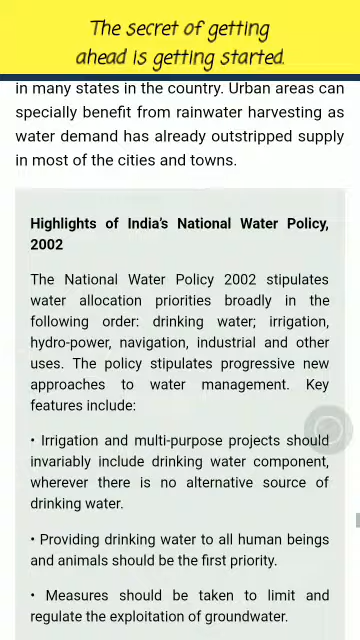 The secret of getting
ahead is getting started.
in many states in the country. Urban areas can
specially benefit from rainwater harvesting as
water demand has already outstripped supply
in most of the cities and towns.
Highlights of India's National Water Policy,
2002
The National Water Policy 2002 stipulates
water allocation priorities broadly in the
following order: drinking water; irrigation,
hydro-power, navigation, industrial and other
uses. The policy stipulates progressive new
approaches to water management. Key
features include:
• Irrigation and multi-purpose projects should
invariably include drinking water component,
wherever there is no alternative source of
drinking water.
• Providing drinking water to all human beings
and animals should be the first priority.
• Measures should be taken to limit and
regulate the exploitation of groundwater.